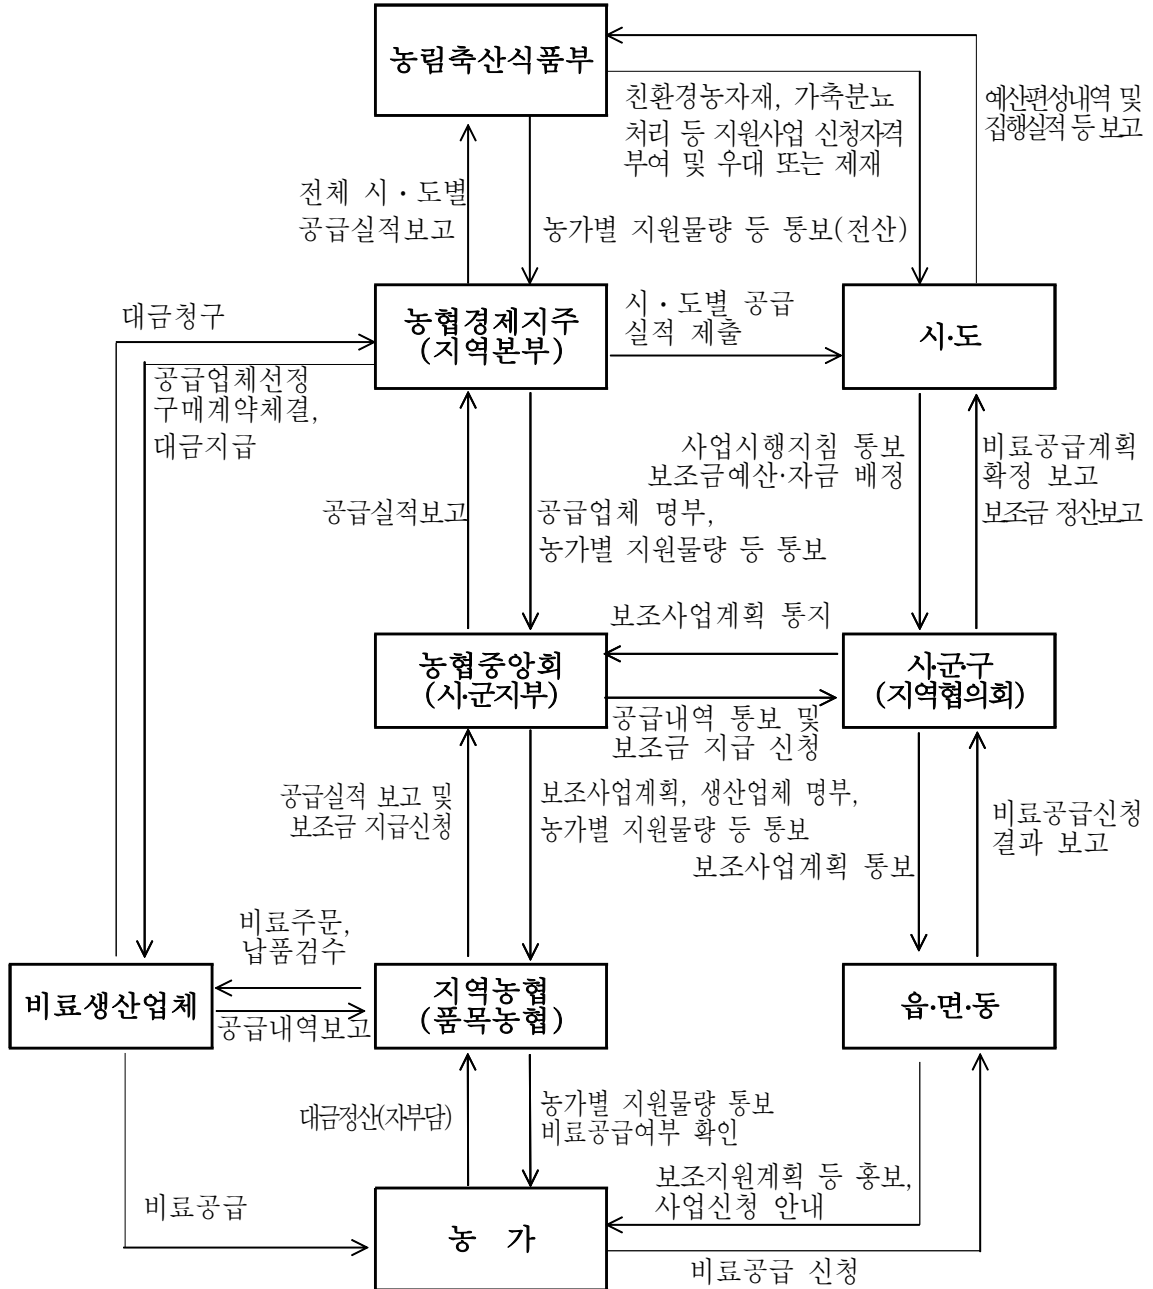 농림축산식품부
친환경농자재, 가축분뇨
처리 등 지원사업 신청자격
부여 및 우대 또는 제재
예산편성내역 및
집행실적 등 보고
전체 시·도별
공급실적보고
농가별 지원물량 등 통보(전산)
대금청구
농협경제지주
(지역본부)
시·도별 공급
실적 제출
시·도
공급업체선정
구매계약체결,
대금지급
사업시행지침 통보
보조금예산·자금 배정
비료공급계획
확정 보고
보조금 정산보고
공급실적보고
공급업체 명부,
농가별 지원물량 등 통보
보조사업계획 통지
농협중앙회
(시·군지부)
시·군·구
(지역협의회)
공급내역 통보 및
보조금 지급 신청
공급실적 보고 및
보조금 지급신청
보조사업계획, 생산업체 명부,
농가별 지원물량 등 통보
보조사업계획 통보
비료공급신청
결과 보고
비료주문,
납품검수
비료생산업체
공급내역보고
지역농협
(품목농협)
읍·면·동
대금정산(자부담)
농가별 지원물량 통보
비료공급여부 확인
보조지원계획 등 홍보,
사업신청 안내
비료공급
농 가
비료공급 신청